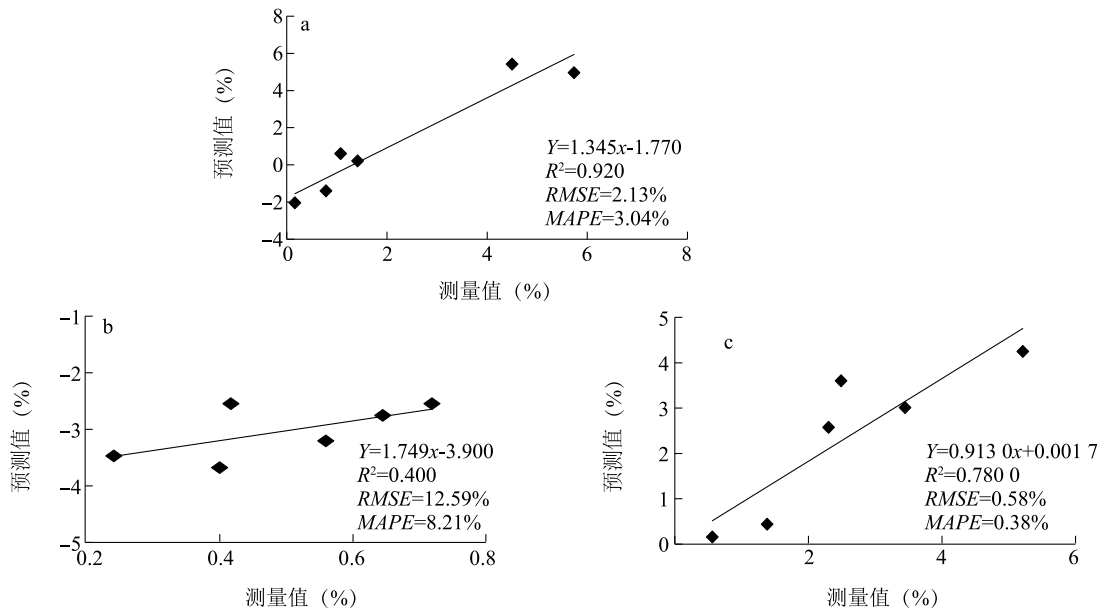 a
8
6
4
2
0
−2
−4
0
2
4
6
8
预测值 (%)
测量值 (%)
Y=1.345x-1.770
R²=0.920
RMSE=2.13%
MAPE=3.04%
b
−1
−2
−3
−4
−5
0.2
0.4
0.6
0.8
预测值 (%)
测量值 (%)
Y=1.749x-3.900
R²=0.400
RMSE=12.59%
MAPE=8.21%
c
5
4
3
2
1
0
2
4
6
预测值 (%)
测量值 (%)
Y=0.913 0x+0.001 7
R²=0.780 0
RMSE=0.58%
MAPE=0.38%